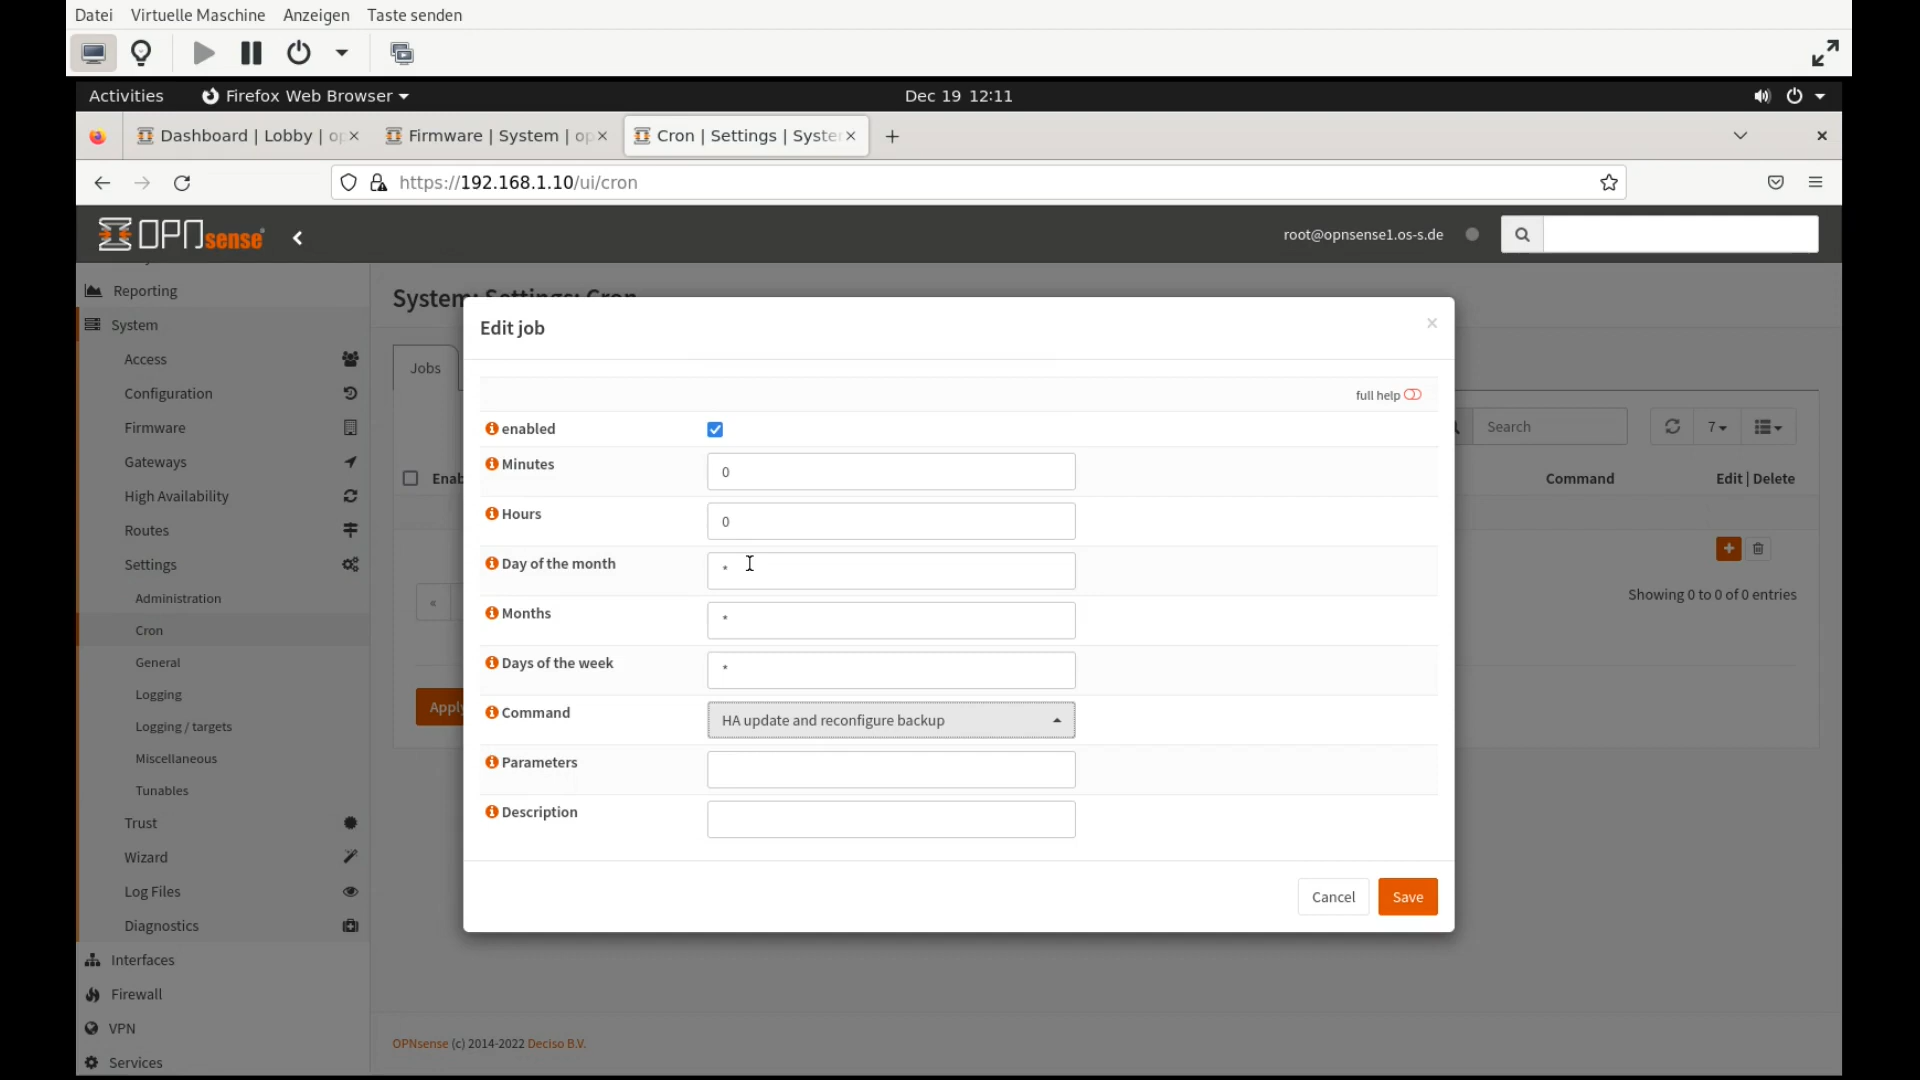 Datei Virtuelle Maschine Anzeigen Taste senden
Activities Firefox Web Browser Dec 19 12:11
Dashboard | Lobby | op Firmware | System | op Cron | Settings | System
https://192.168.1.10/ui/cron
OPNsense root@opnsense1.os-s.de
Reporting
System
Access
Configuration
Firmware
Gateways
High Availability
Routes
Settings
Administration
Cron
General
Logging
Logging / targets
Miscellaneous
Tunables
Trust
Wizard
Log Files
Diagnostics
Interfaces
Firewall
VPN
Services
System: Settings: Cron
Jobs
Search
7
Enab
Command Edit | Delete
«
Showing 0 to 0 of 0 entries
Apply
Edit job ×
full help
enabled
Minutes 0
Hours 0
Day of the month *
Months *
Days of the week *
Command HA update and reconfigure backup
Parameters
Description
Cancel Save
OPNsense (c) 2014-2022 Deciso B.V.